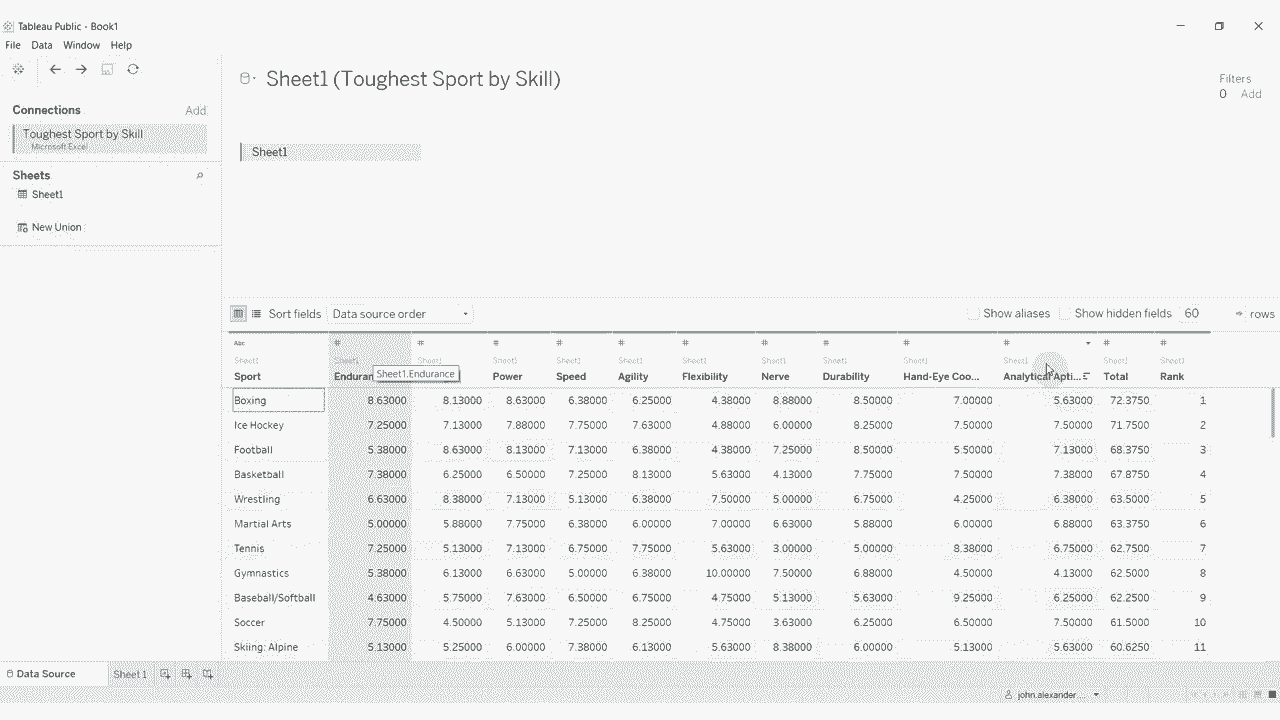 Tableau Public - Book1
File Data Window Help
Connections Add
Toughest Sport by Skill
Microsoft Excel
Sheets
Sheet1
New Union
Sheet1 (Toughest Sport by Skill)
Filters
0 Add
Sheet1
Sort fields Data source order Show aliases Show hidden fields 60 rows
Abc # # # # # # # # # # # #
Sheet1 Sheet1 Sheet1 Sheet1 Sheet1 Sheet1 Sheet1 Sheet1 Sheet1 Sheet1 Sheet1 Sheet1 Sheet1
Sport Enduran Power Speed Agility Flexibility Nerve Durability Hand-Eye Coo... Analytical Apti... Total Rank
Sheet1.Endurance
Boxing 8.63000 8.13000 8.63000 6.38000 6.25000 4.38000 8.88000 8.50000 7.00000 5.63000 72.3750 1
Ice Hockey 7.25000 7.13000 7.88000 7.75000 7.63000 4.88000 6.00000 8.25000 7.50000 7.50000 71.7500 2
Football 5.38000 8.63000 8.13000 7.13000 6.38000 4.38000 7.25000 8.50000 5.50000 7.13000 68.3750 3
Basketball 7.38000 6.25000 6.50000 7.25000 8.13000 5.63000 4.13000 7.75000 7.50000 7.38000 67.8750 4
Wrestling 6.63000 8.38000 7.13000 5.13000 6.38000 7.50000 5.00000 6.75000 4.25000 6.38000 63.5000 5
Martial Arts 5.00000 5.88000 7.75000 6.38000 6.00000 7.00000 6.63000 5.88000 6.00000 6.88000 63.3750 6
Tennis 7.25000 5.13000 7.13000 6.75000 7.75000 5.63000 3.00000 5.00000 8.38000 6.75000 62.7500 7
Gymnastics 5.38000 6.13000 6.63000 5.00000 6.38000 10.00000 7.50000 6.88000 4.50000 4.13000 62.5000 8
Baseball/Softball 4.63000 5.75000 7.63000 6.50000 6.75000 4.75000 5.13000 5.63000 9.25000 6.25000 62.2500 9
Soccer 7.75000 4.50000 5.13000 7.25000 8.25000 4.75000 3.63000 6.25000 6.50000 7.50000 61.5000 10
Skiing: Alpine 5.13000 5.25000 6.00000 7.38000 6.13000 5.63000 8.38000 6.00000 5.13000 5.63000 60.6250 11
Data Source Sheet 1
john.alexander....